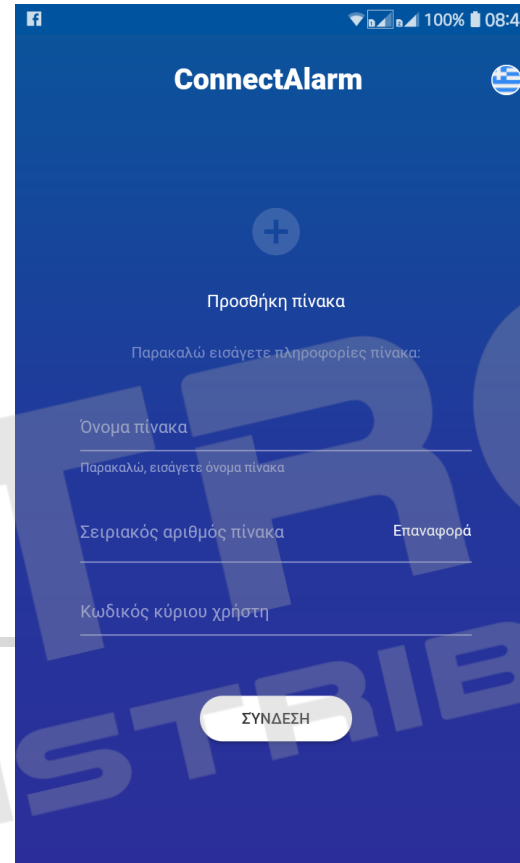 100% 08:4
ConnectAlarm
Προσθήκη πίνακα
Παρακαλώ εισάγετε πληροφορίες πίνακα:
Όνομα πίνακα
Παρακαλώ, εισάγετε όνομα πίνακα
Σειριακός αριθμός πίνακα Επαναφορά
Κωδικός κύριου χρήστη
ΣΎΝΔΕΣΗ